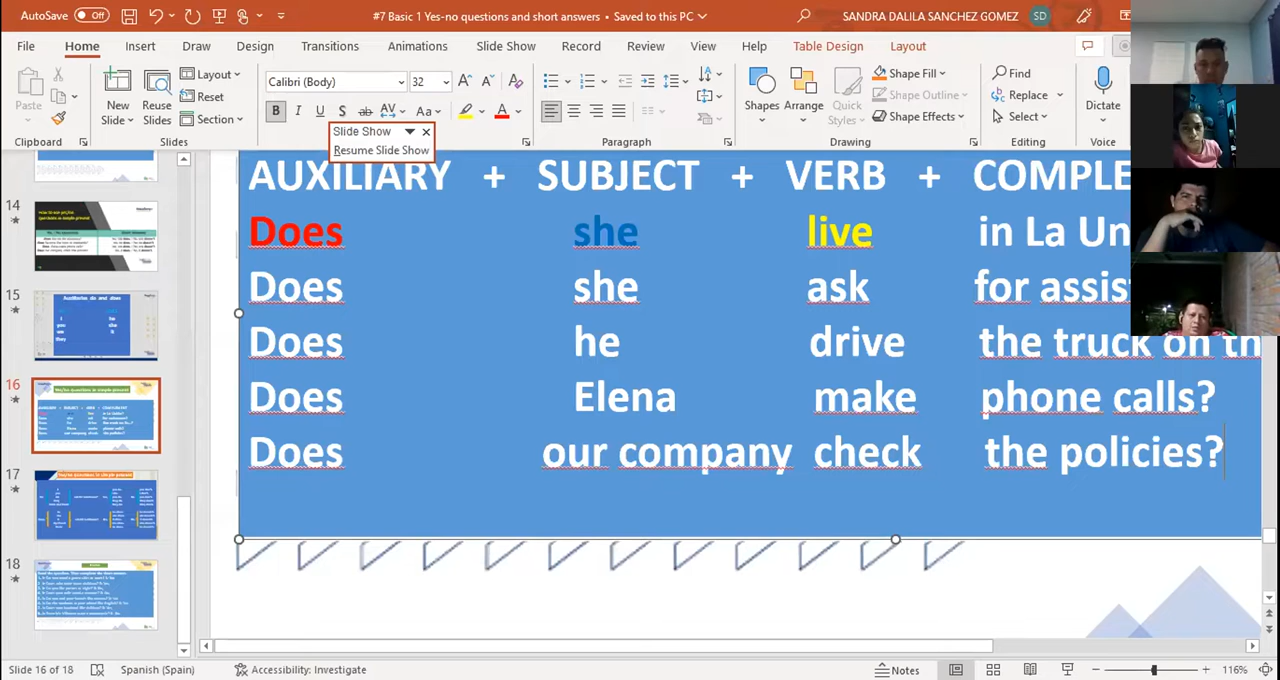 AutoSave Off #7 Basic 1 Yes-no questions and short answers • Saved to this PC SANDRA DALILA SANCHEZ GOMEZ SD
File Home Insert Draw Design Transitions Animations Slide Show Record Review View Help Table Design Layout
Paste New Slide Reuse Slides Layout Reset Section Calibri (Body) 32 Shapes Arrange Quick Styles Shape Fill Shape Outline Shape Effects Find Replace Select Dictate
Clipboard Slides Paragraph Drawing Editing Voice
Slide Show
Resume Slide Show
AUXILIARY + SUBJECT + VERB + COMPLE
Does she live in La Un
Does she ask for assis
Does he drive the truck on th
Does Elena make phone calls?
Does our company check the policies?
14
15
Auxiliaries do and does
16
17
18
Slide 16 of 18 Spanish (Spain) Accessibility: Investigate Notes 116%